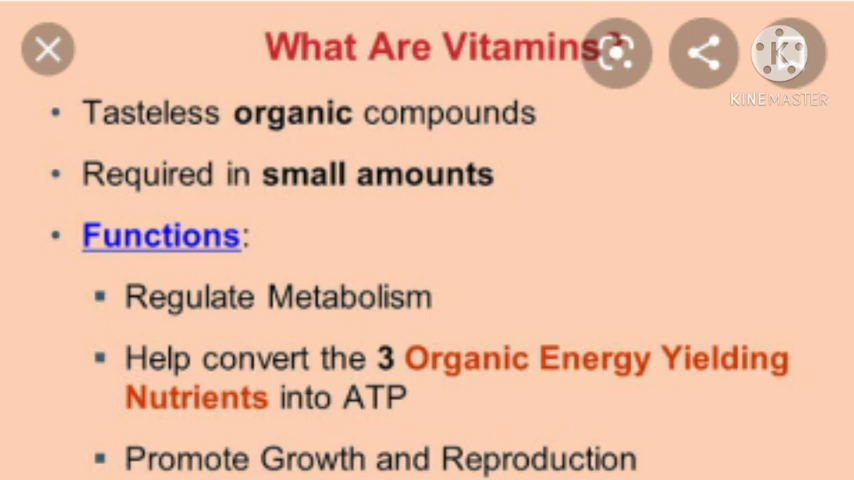 What Are Vitamins?
KINEMASTER
• Tasteless organic compounds
• Required in small amounts
• Functions:
▪ Regulate Metabolism
▪ Help convert the 3 Organic Energy Yielding
Nutrients into ATP
▪ Promote Growth and Reproduction